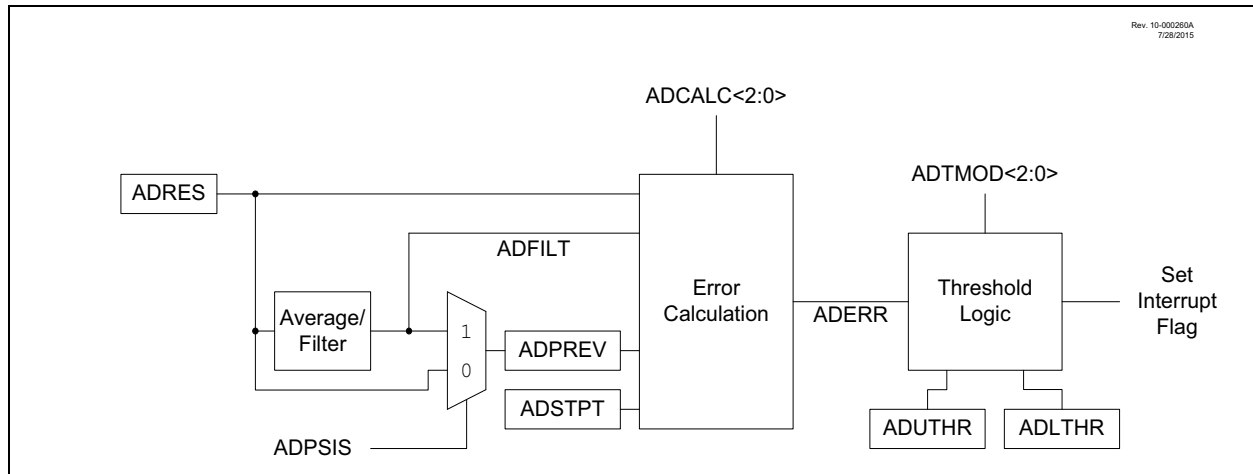 Rev. 10-000260A
7/28/2015
ADCALC<2:0>
ADTMOD<2:0>
ADRES
ADFILT
Average/
Filter
1
0
ADPREV
ADSTPT
ADPSIS
Error
Calculation
ADERR
Threshold
Logic
Set
Interrupt
Flag
ADUTHR
ADLTHR